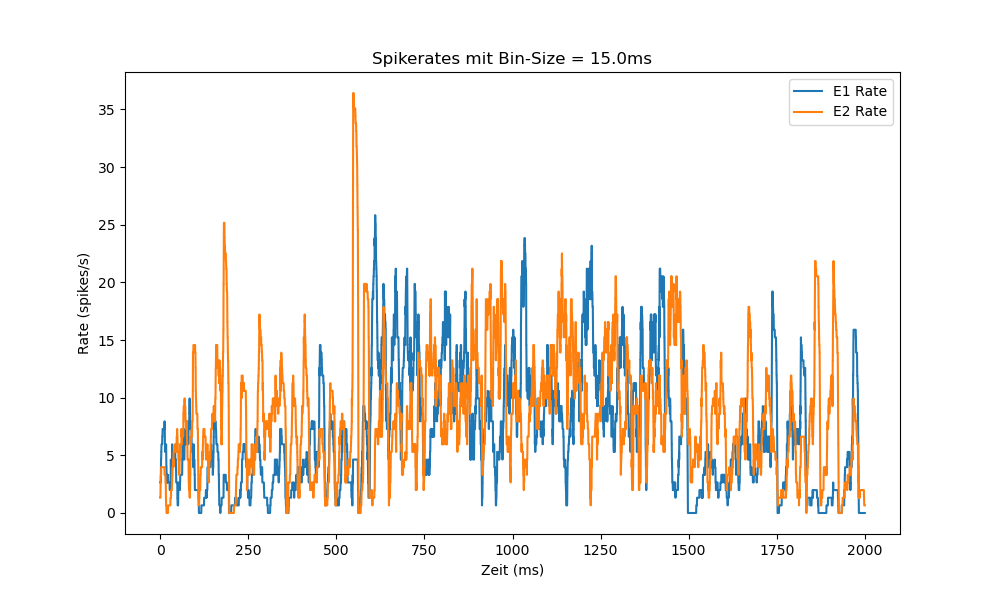 Spikerates mit Bin-Size = 15.0ms
E1 Rate
E2 Rate
35
30
25
20
15
10
5
0
Rate (spikes/s)
0 250 500 750 1000 1250 1500 1750 2000
Zeit (ms)